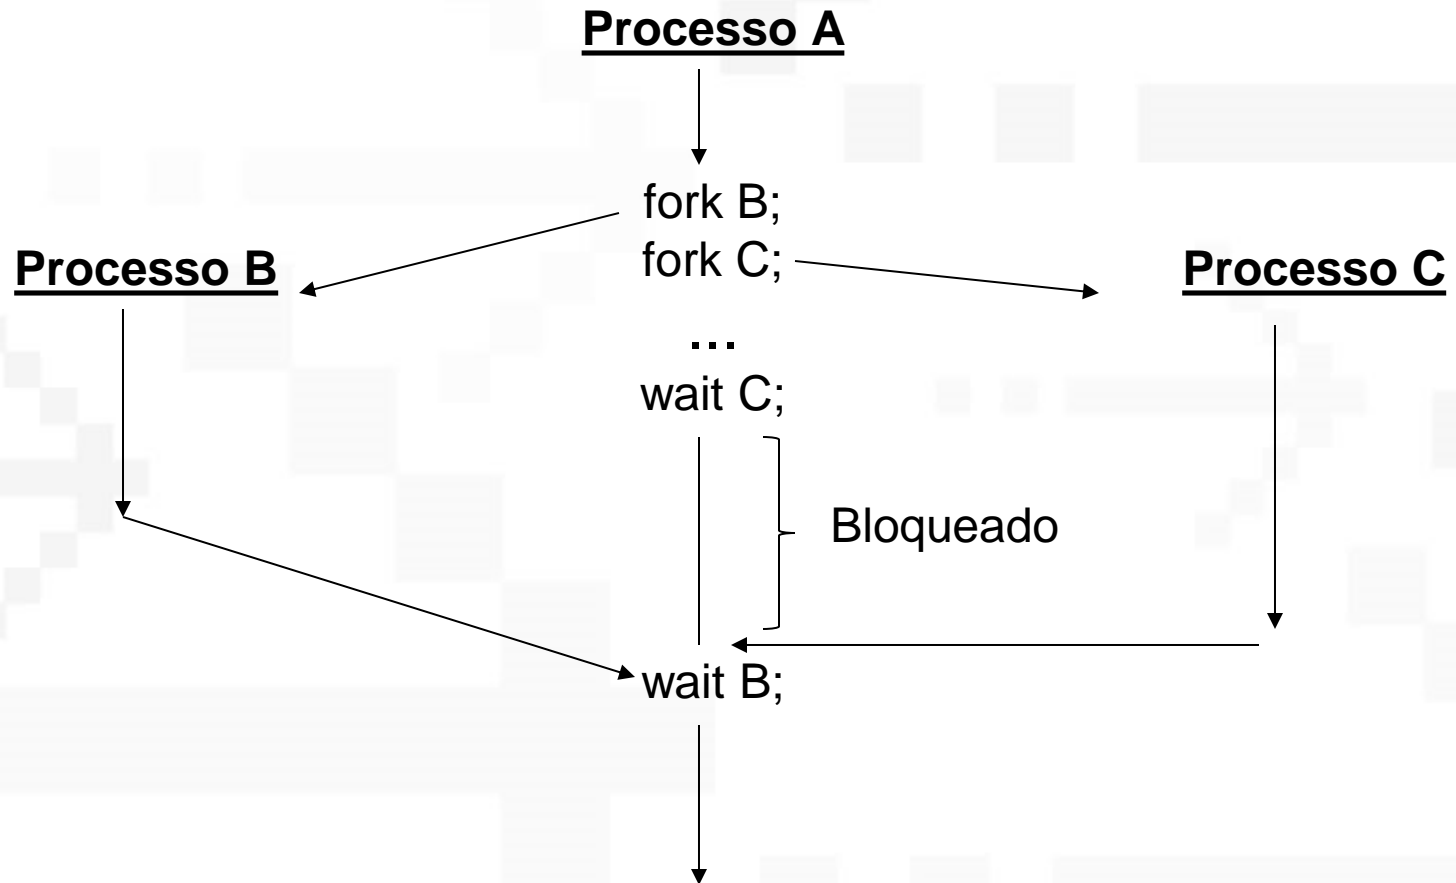 Processo A
fork B;
fork C;
Processo B
Processo C
...
wait C;
Bloqueado
wait B;